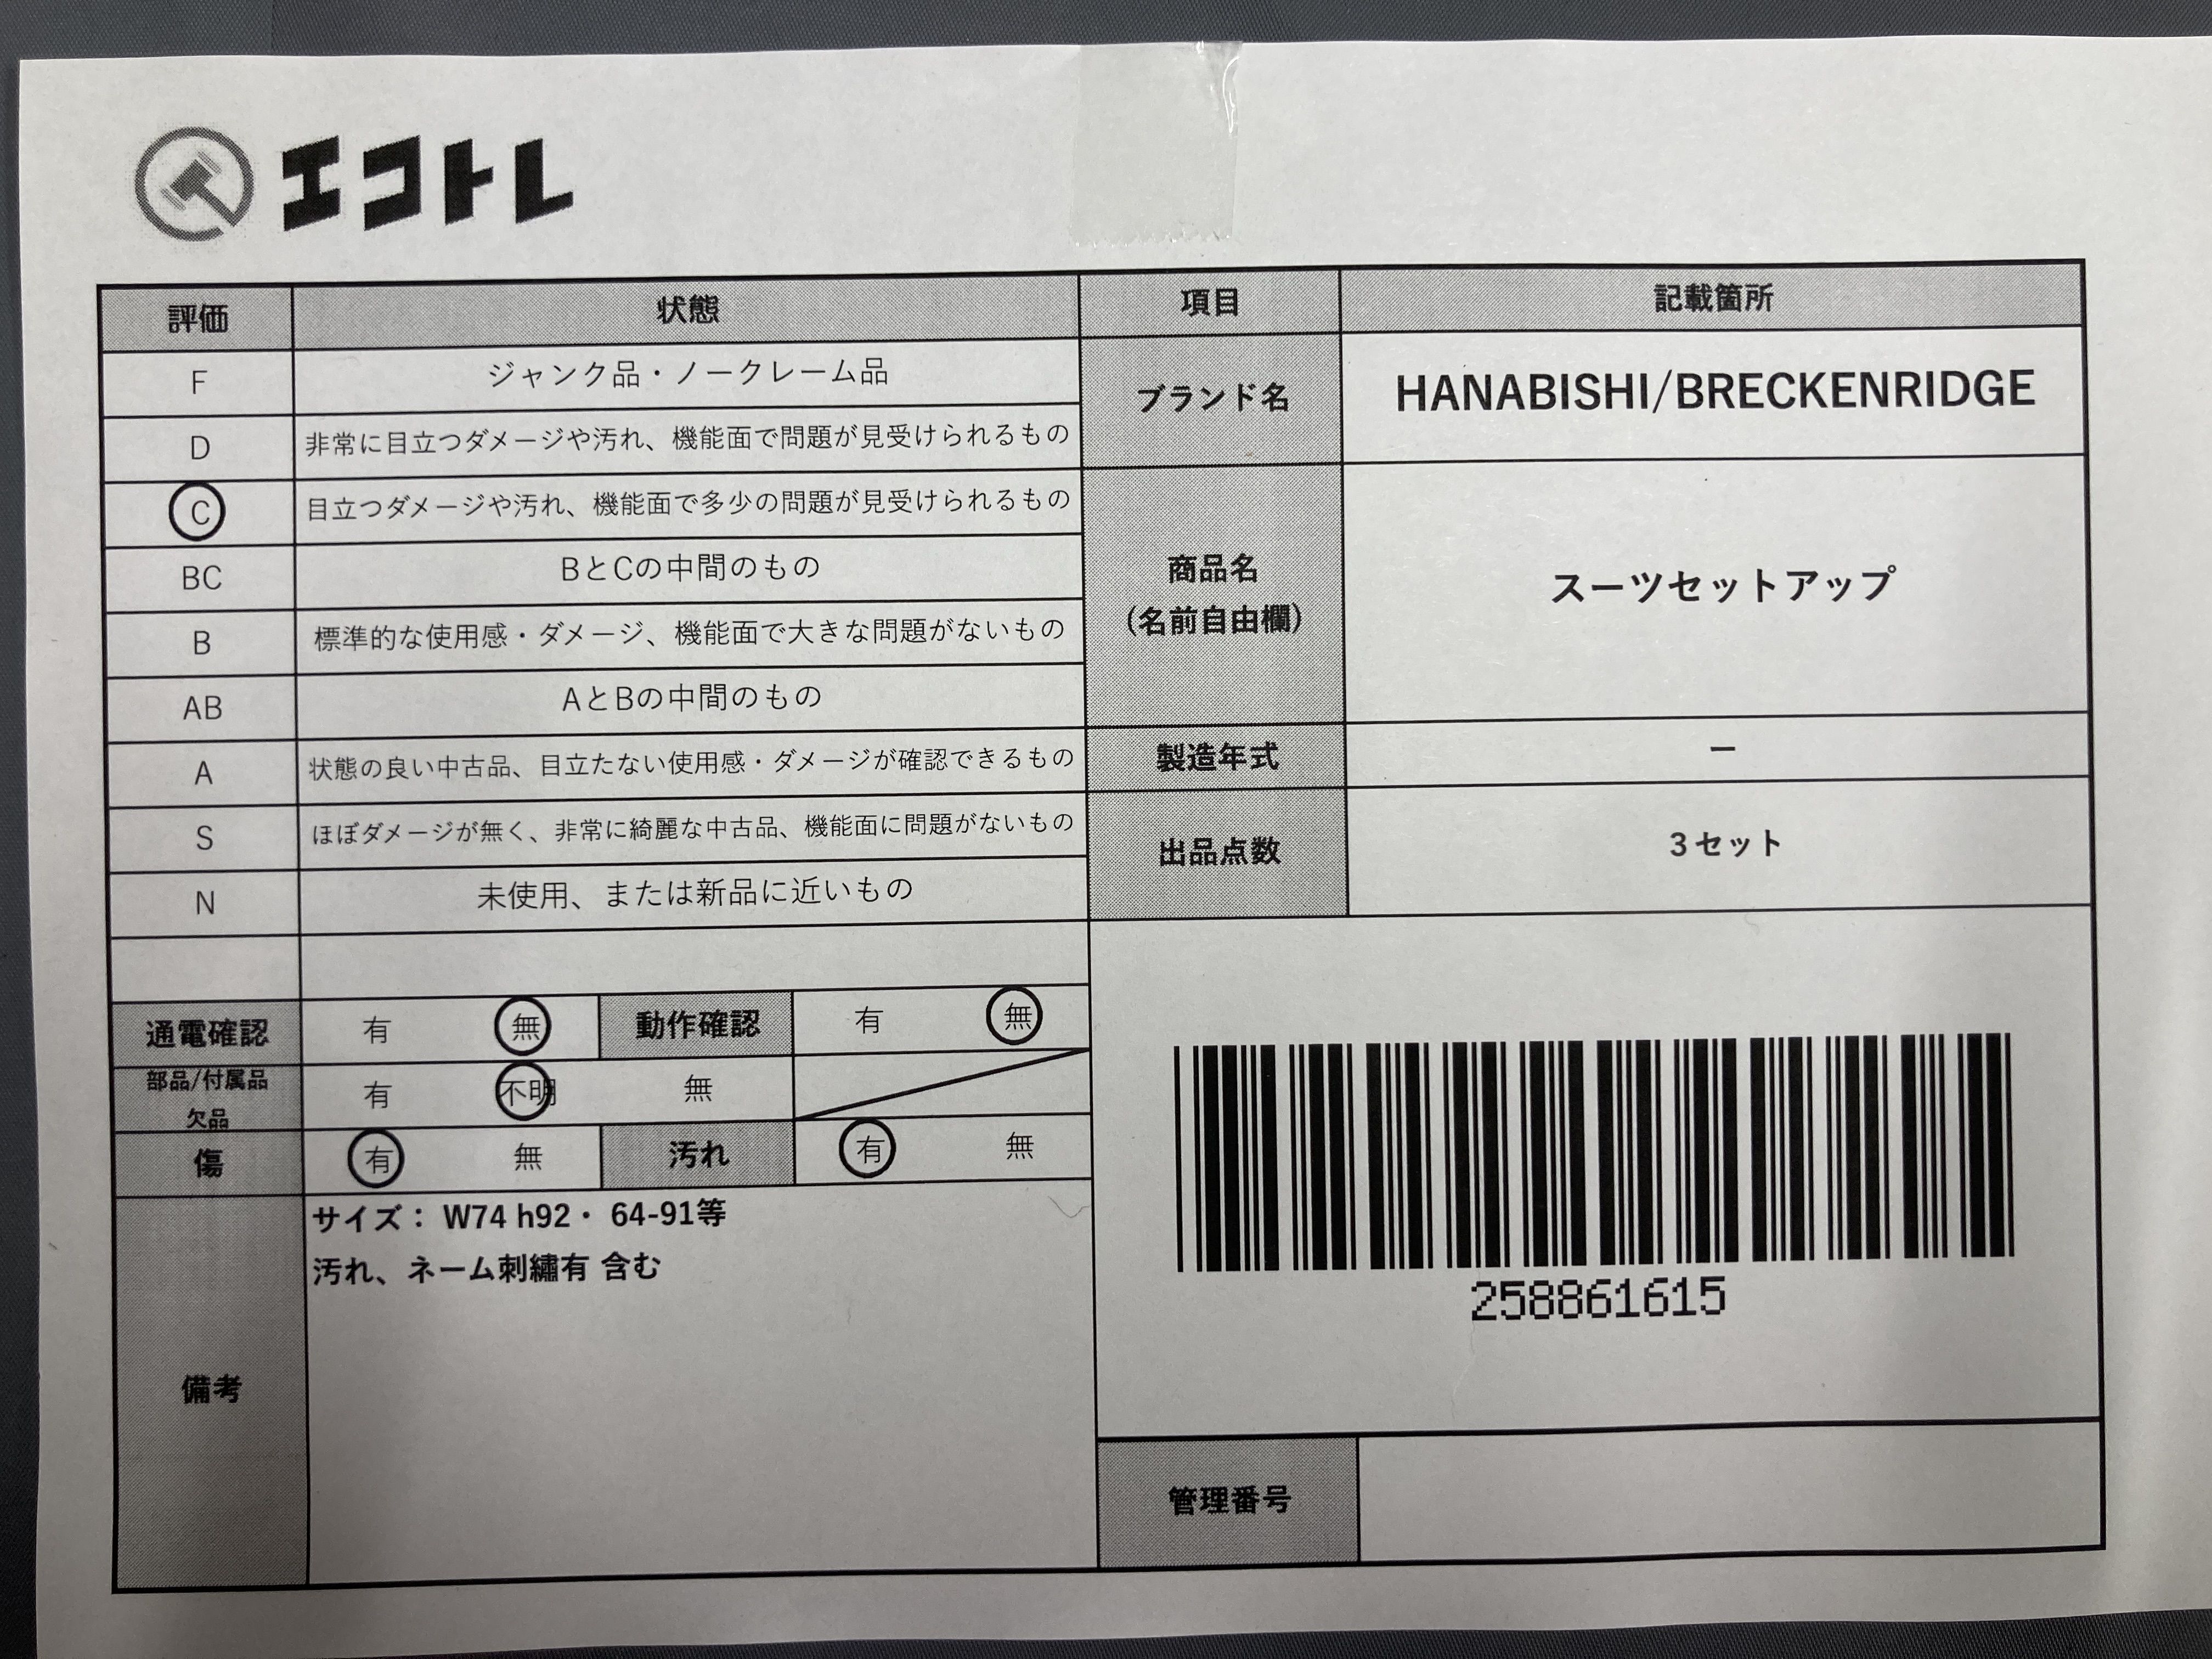 エコトレ
評価 状態 項目 記載箇所
F ジャンク品・ノークレーム品
D 非常に目立つダメージや汚れ、機能面で問題が見受けられるもの
C 目立つダメージや汚れ、機能面で多少の問題が見受けられるもの
BC BとCの中間のもの
B 標準的な使用感・ダメージ、機能面で大きな問題がないもの
AB AとBの中間のもの
A 状態の良い中古品、目立たない使用感・ダメージが確認できるもの
S ほぼダメージが無く、非常に綺麗な中古品、機能面に問題がないもの
N 未使用、または新品に近いもの
ブランド名 HANABISHI/BRECKENRIDGE
商品名
(名前自由欄)
スーツセットアップ
製造年式 ー
出品点数 3セット
通電確認 有 無 動作確認 有 無
部品/付属品
欠品
有 不明 無
傷 有 無 汚れ 有 無
備考
サイズ： W74 h92・ 64-91等
汚れ、ネーム刺繡有 含む
258861615
管理番号